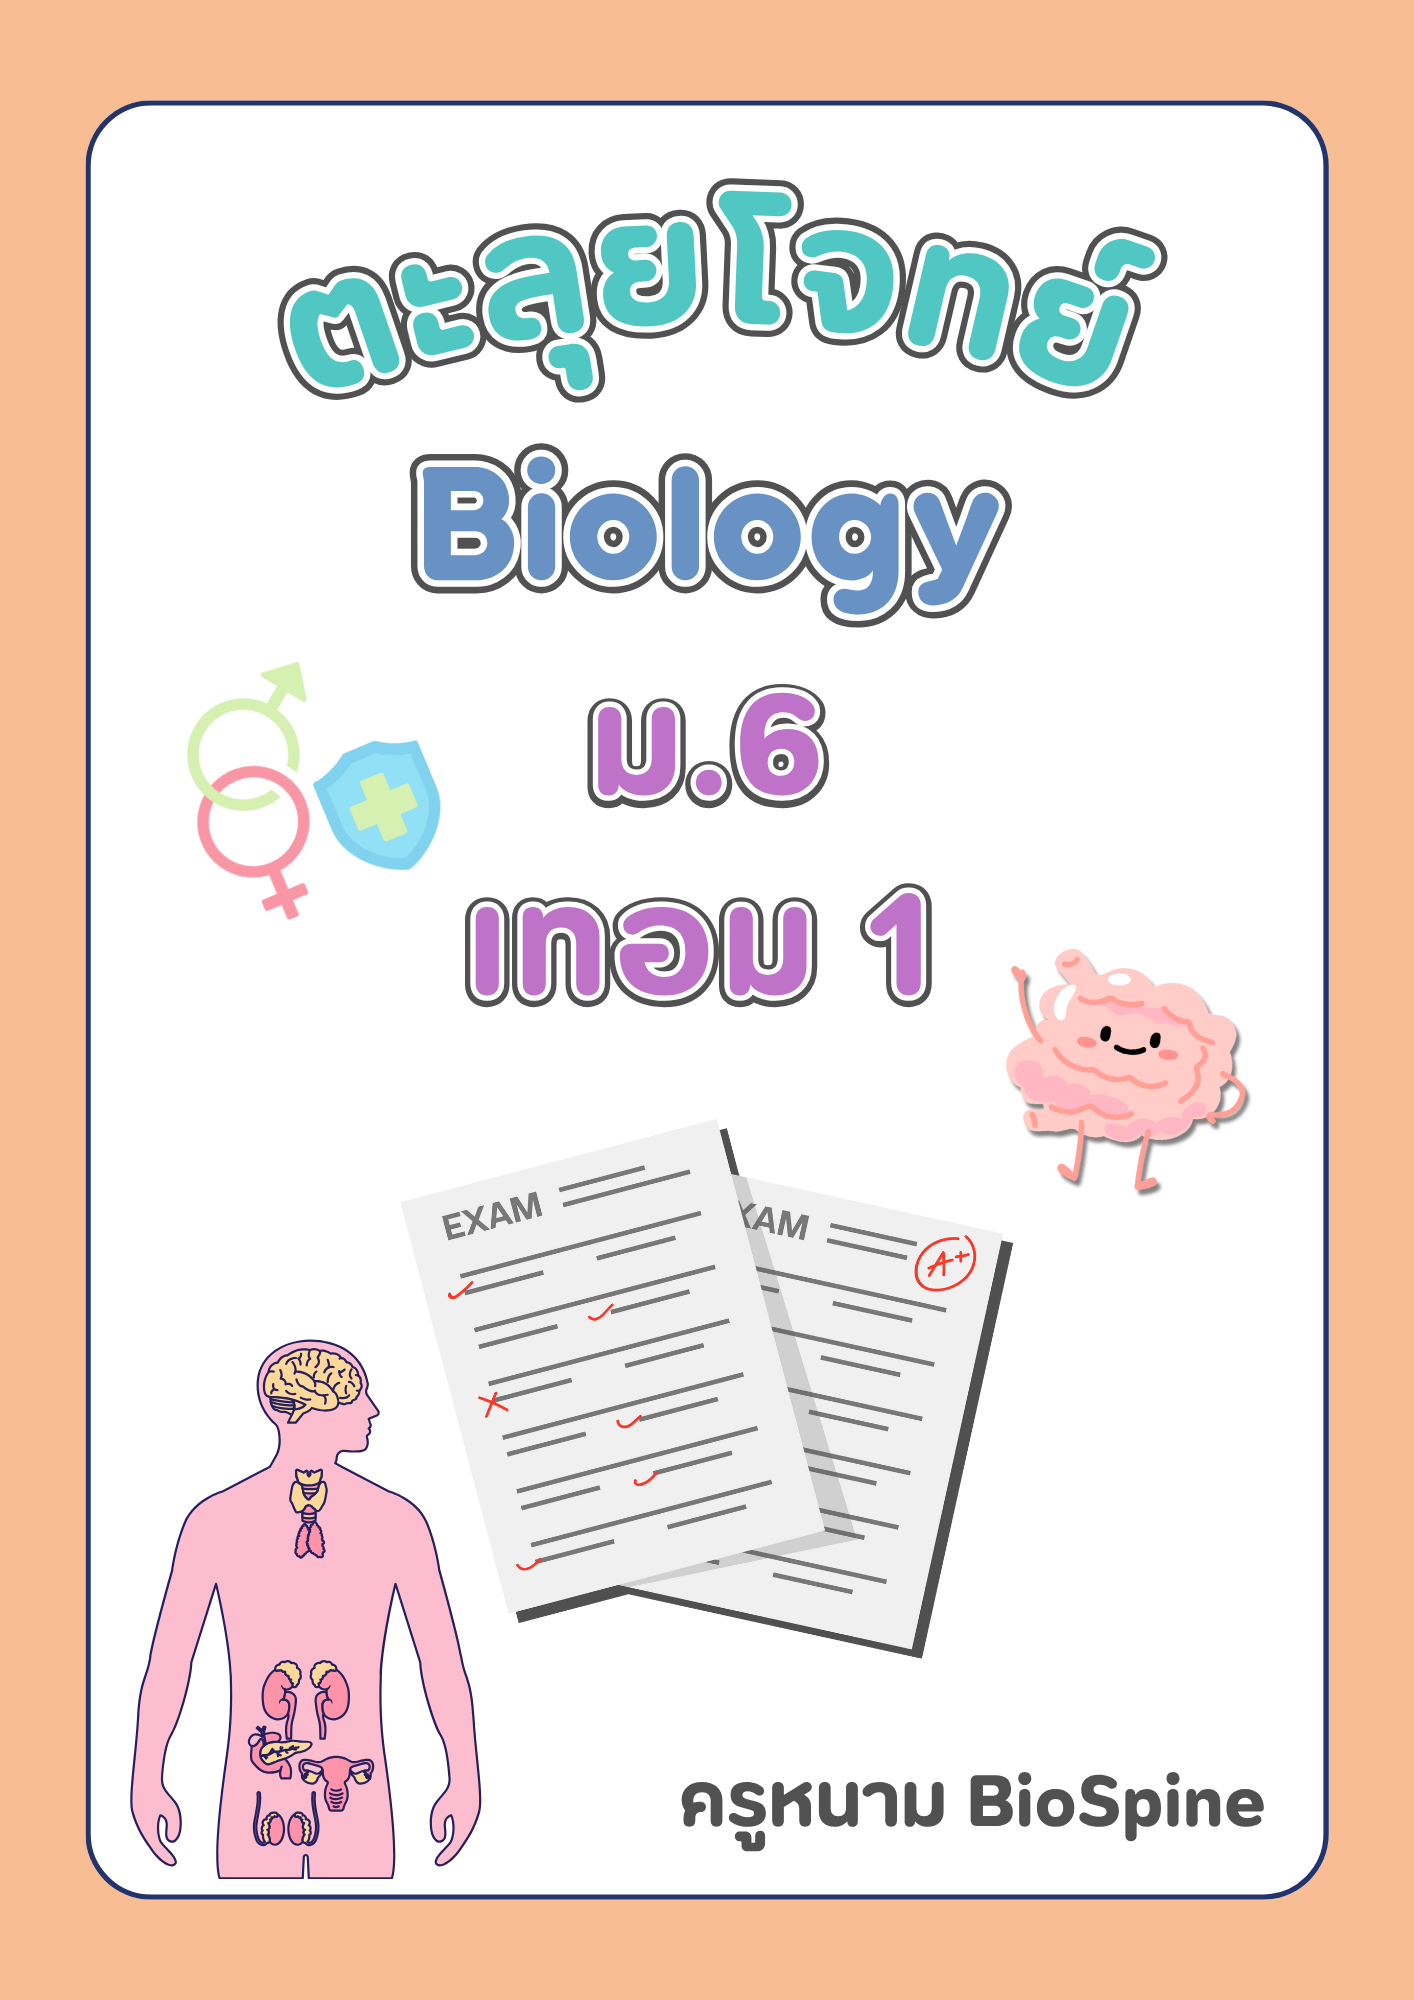 ตะลุยโจทย์
Biology
ม.6
เทอม 1
EXAM
XAM
A+
ครูหนาม BioSpine